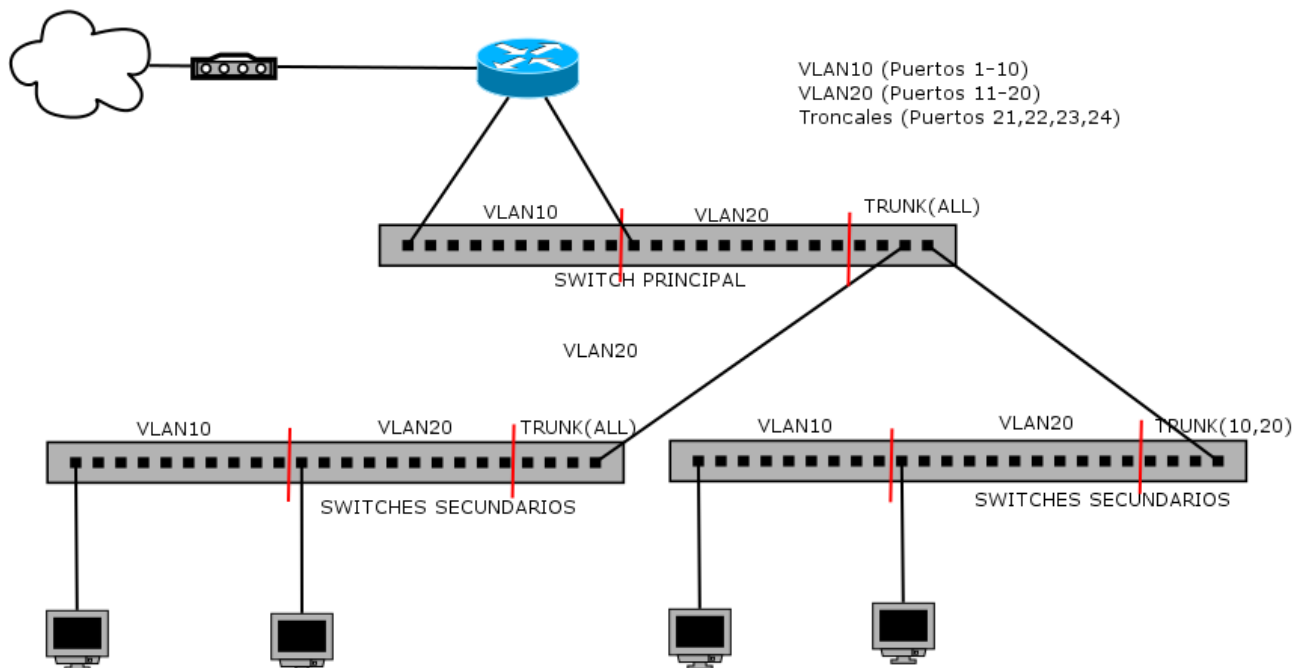 VLAN10 (Puertos 1-10)
VLAN20 (Puertos 11-20)
Troncales (Puertos 21,22,23,24)
VLAN10
VLAN20
TRUNK(ALL)
SWITCH PRINCIPAL
VLAN20
VLAN10
VLAN20
TRUNK(ALL)
SWITCHES SECUNDARIOS
VLAN10
VLAN20
TRUNK(10,20)
SWITCHES SECUNDARIOS